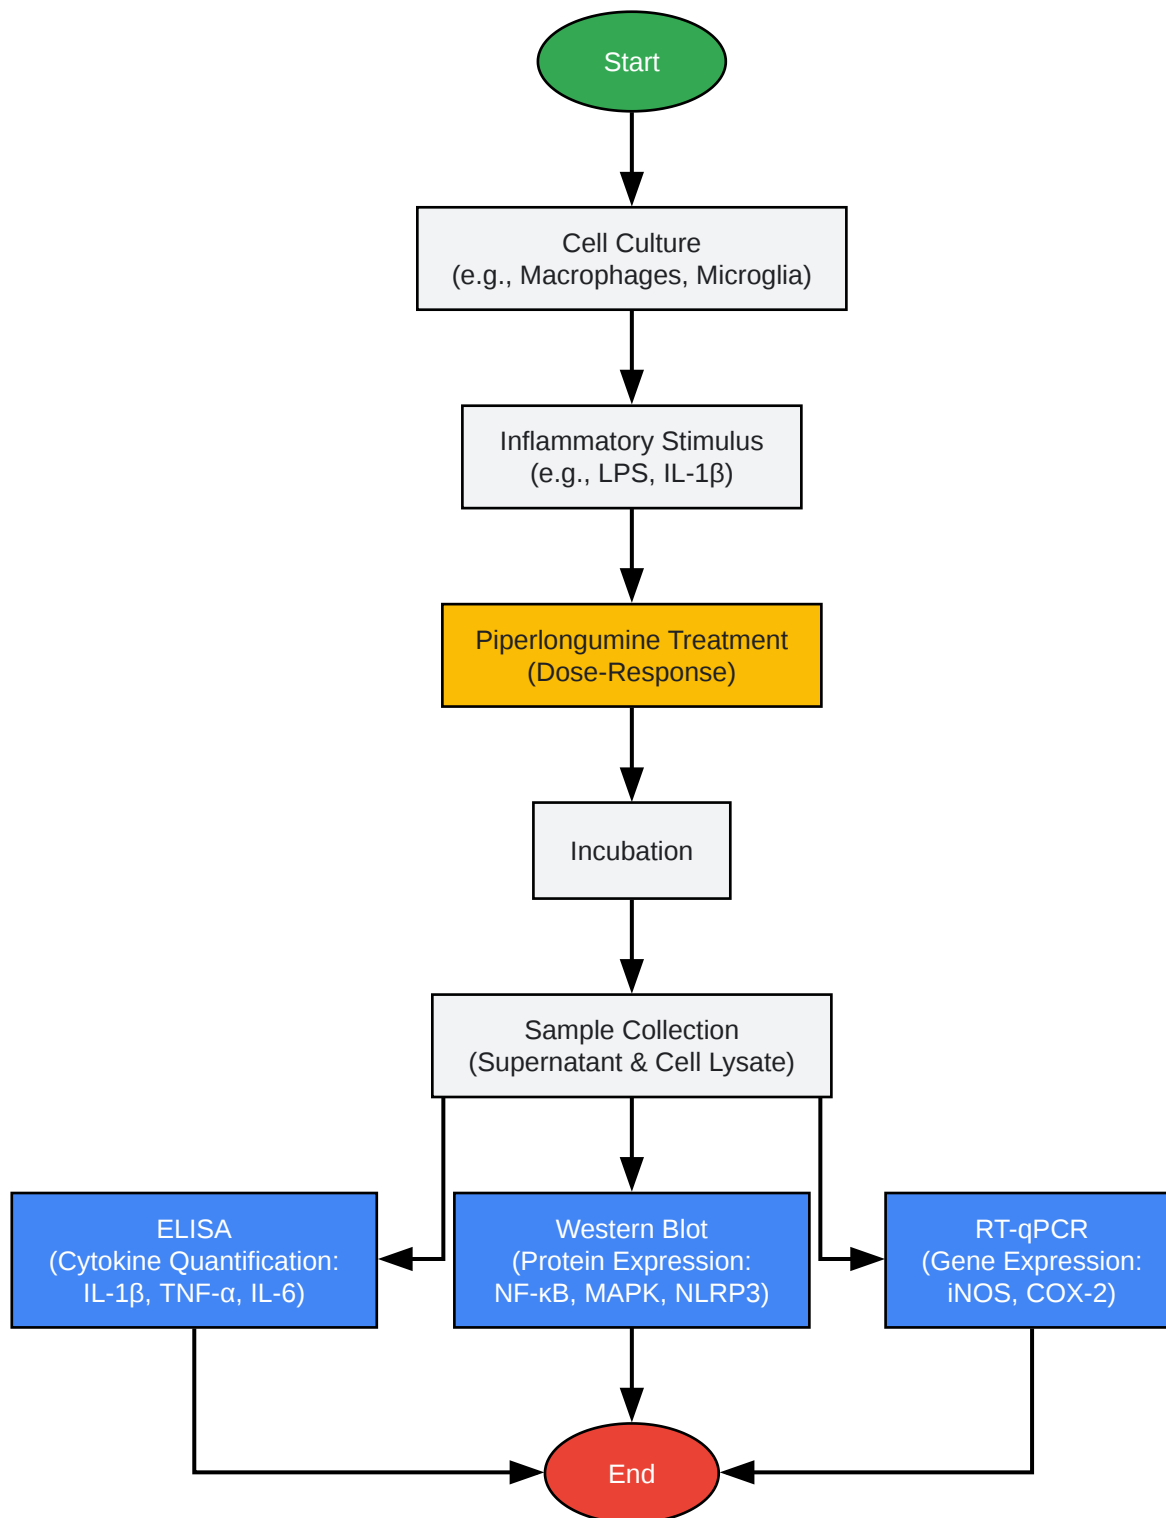 Start
Cell Culture
(e.g., Macrophages, Microglia)
Inflammatory Stimulus
(e.g., LPS, IL-1β)
Piperlongumine Treatment
(Dose-Response)
Incubation
Sample Collection
(Supernatant & Cell Lysate)
ELISA
(Cytokine Quantification:
IL-1β, TNF-α, IL-6)
Western Blot
(Protein Expression:
NF-κB, MAPK, NLRP3)
RT-qPCR
(Gene Expression:
iNOS, COX-2)
End